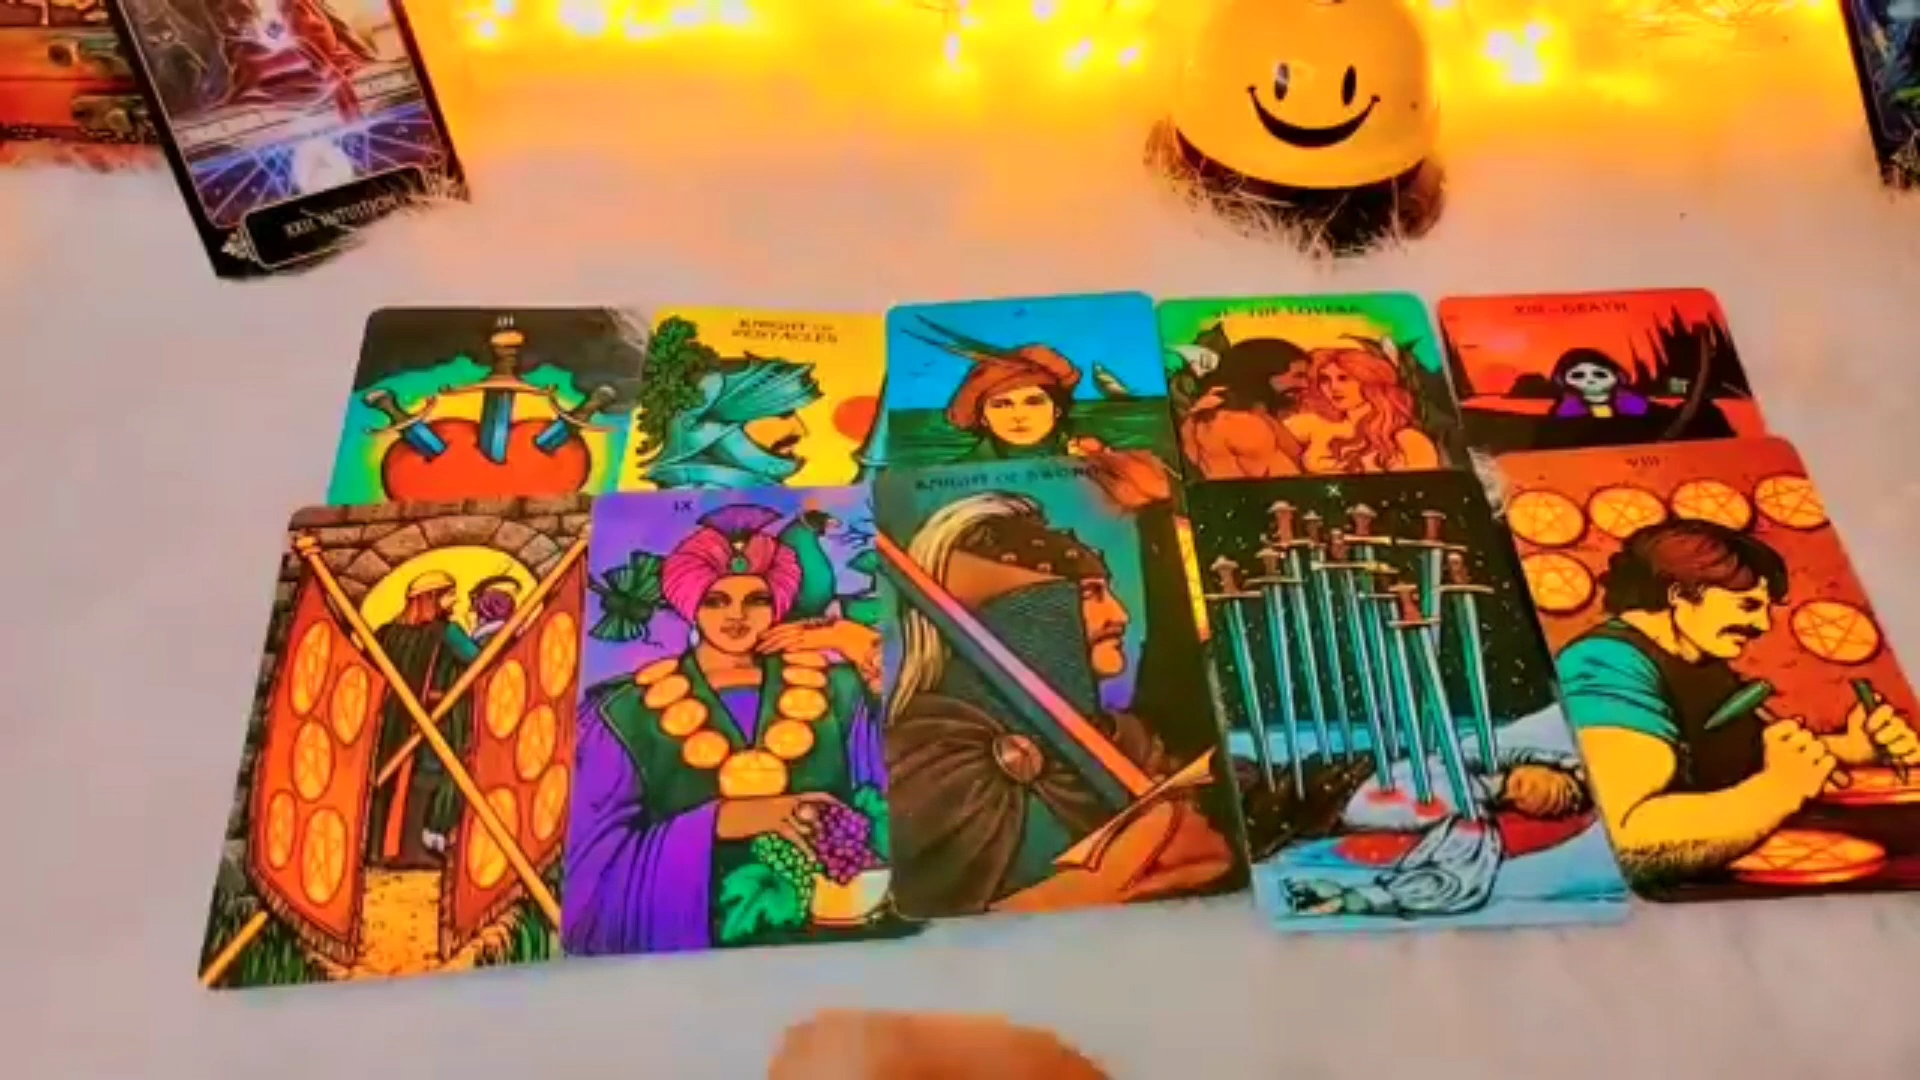 XXII INTUITION
III
KNIGHT OF
PENTACLES
VI · THE LOVERS
XIII - DEATH
IX
KNIGHT OF SWORDS
X
VIII